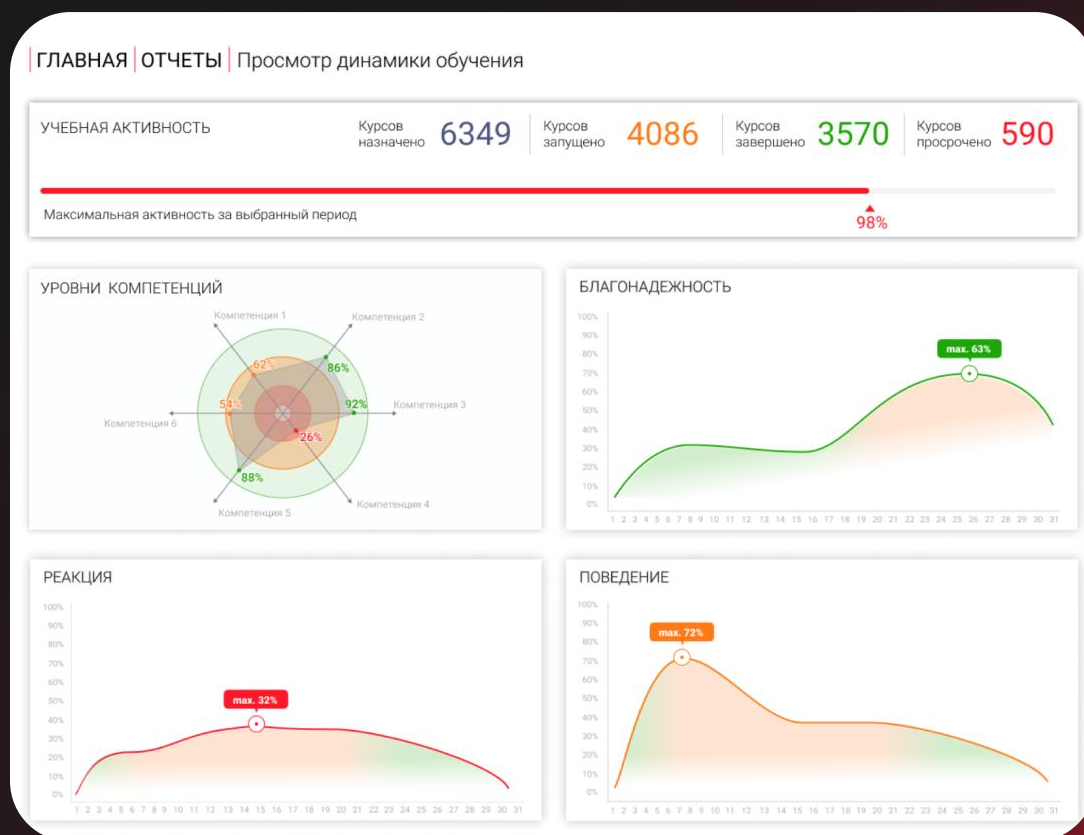 ГЛАВНАЯ ОТЧЕТЫ Просмотр динамики обучения
УЧЕБНАЯ АКТИВНОСТЬ
Курсов назначено 6349
Курсов запущено 4086
Курсов завершено 3570
Курсов просрочено 590
Максимальная активность за выбранный период
98%
УРОВНИ КОМПЕТЕНЦИЙ
Компетенция 1
Компетенция 2
62%
86%
54%
92%
Компетенция 3
Компетенция 6
26%
88%
Компетенция 4
Компетенция 5
БЛАГОНАДЕЖНОСТЬ
100%
90%
80%
70%
60%
50%
40%
30%
20%
10%
0%
max. 63%
1 2 3 4 5 6 7 8 9 10 11 12 13 14 15 16 17 18 19 20 21 22 23 24 25 26 27 28 29 30 31
РЕАКЦИЯ
100%
90%
80%
70%
60%
50%
40%
30%
20%
10%
0%
max. 32%
1 2 3 4 5 6 7 8 9 10 11 12 13 14 15 16 17 18 19 20 21 22 23 24 25 26 27 28 29 30 31
ПОВЕДЕНИЕ
100%
90%
80%
70%
60%
50%
40%
30%
20%
10%
0%
max. 72%
1 2 3 4 5 6 7 8 9 10 11 12 13 14 15 16 17 18 19 20 21 22 23 24 25 26 27 28 29 30 31